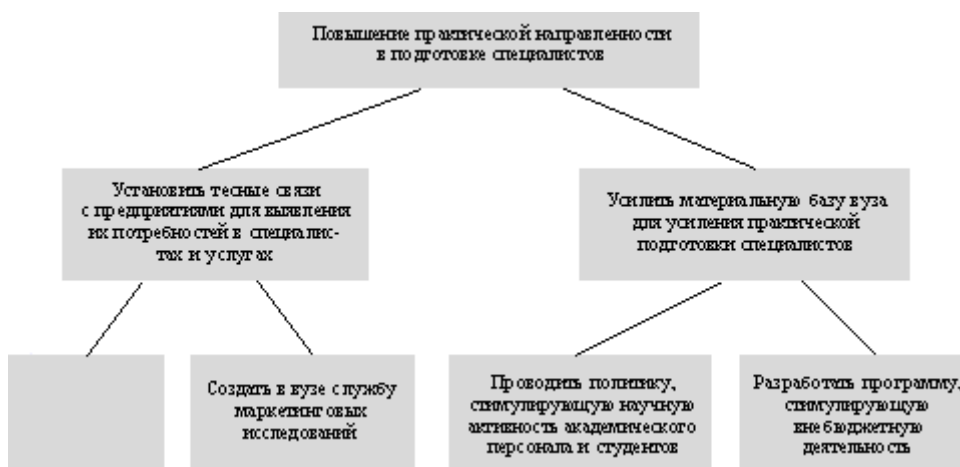 Повышение практической направленности
в подготовке специалистов
Установить тесные связи
с предприятиями для выявления
их потребностей в специалис-
тах и услугах
Усилить материальную базу вуза
для усиления практической
подготовки специалистов
Создать в вузе службу
маркетинговых
исследований
Проводить политику,
стимулирующую научную
активность академического
персонала и студентов
Разработать программу,
стимулирующую
внебюджетную
деятельность